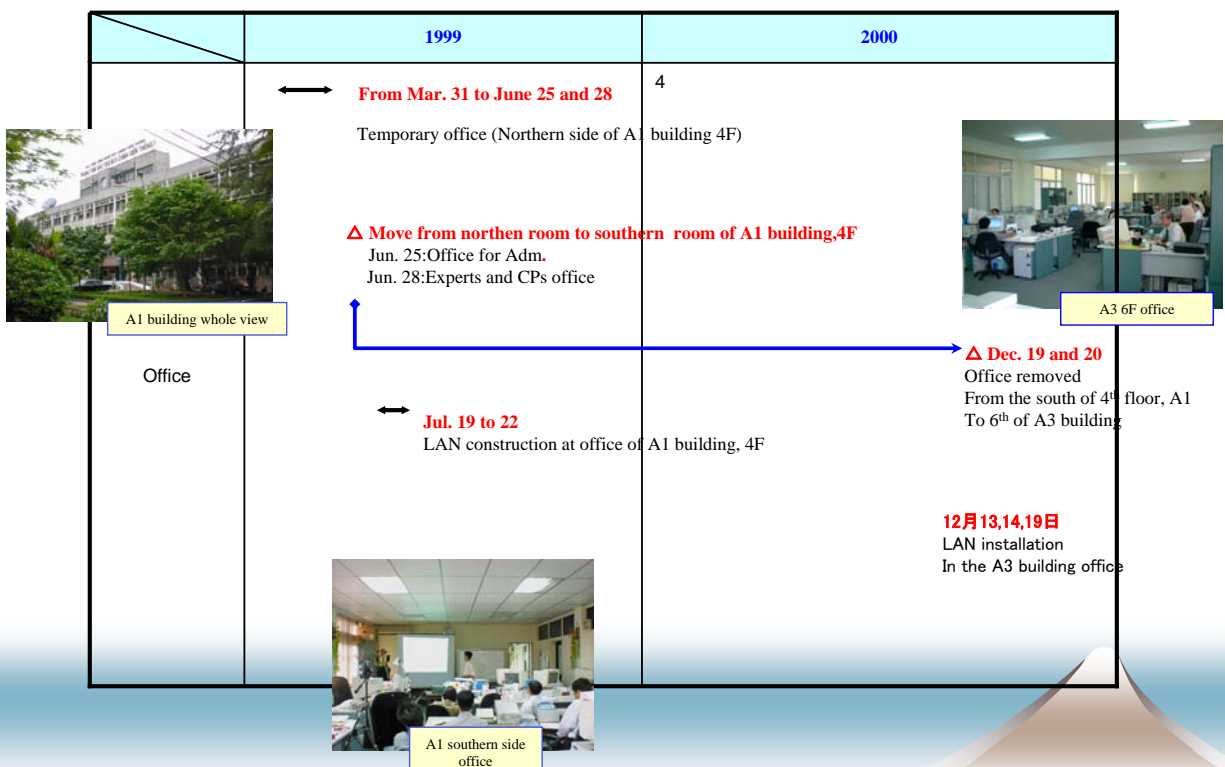 1999
2000
From Mar. 31 to June 25 and 28
4
Temporary office (Northern side of A1 building 4F)
△ Move from northen room to southern room of A1 building,4F
Jun. 25:Office for Adm.
Jun. 28:Experts and CPs office
A1 building whole view
A3 6F office
Office
△ Dec. 19 and 20
Office removed
From the south of 4th floor, A1
To 6th of A3 building
Jul. 19 to 22
LAN construction at office of A1 building, 4F
12月13,14,19日
LAN installation
In the A3 building office
A1 southern side
office